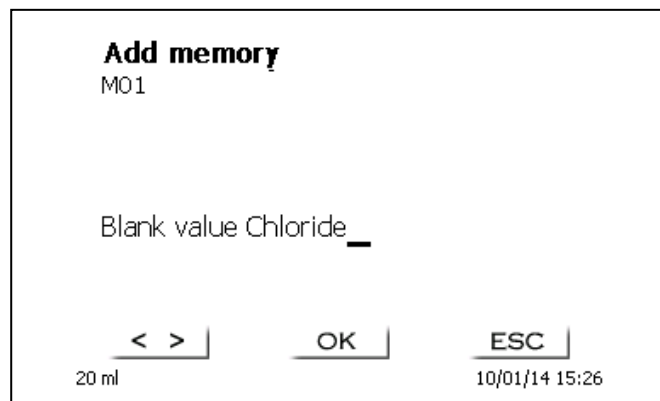 Add memory
M01
Blank value Chloride_
< > OK ESC
20 ml 10/01/14 15:26